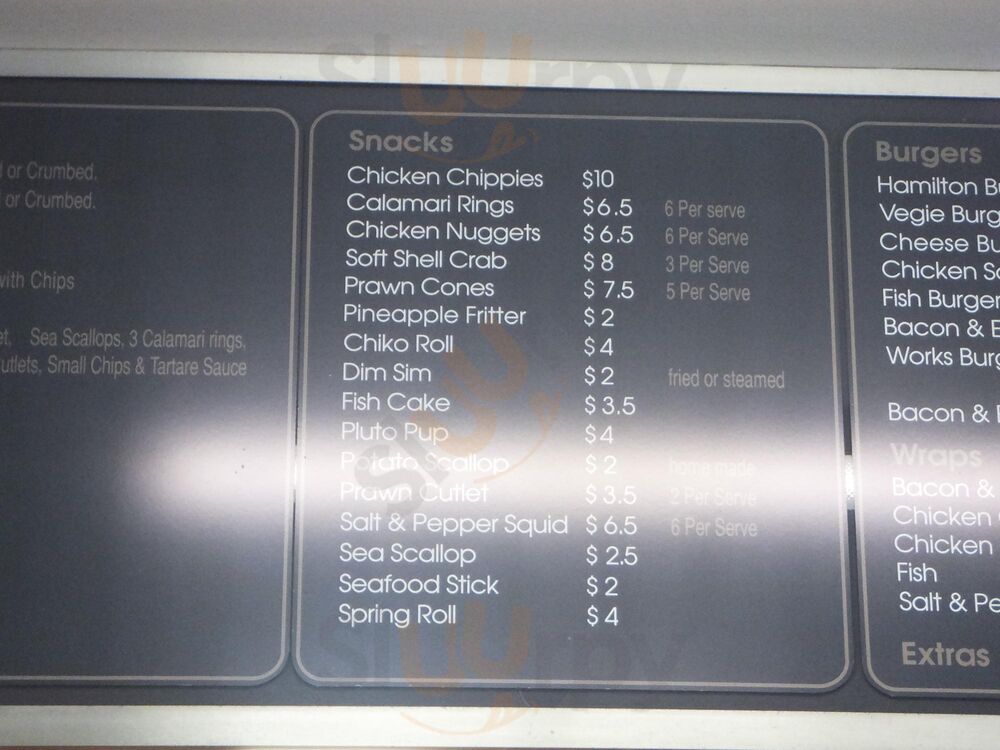 or Crumbed.
or Crumbed.
with Chips
Sea Scallops, 3 Calamari rings,
Small Chips & Tartare Sauce
Snacks
Chicken Chippies $10
Calamari Rings $6.5 6 Per serve
Chicken Nuggets $6.5 6 Per Serve
Soft Shell Crab $8 3 Per Serve
Prawn Cones $7.5 5 Per Serve
Pineapple Fritter $2
Chiko Roll $4
Dim Sim $2 fried or steamed
Fish Cake $3.5
Pluto Pup $4
Potato Scallop $2 home made
Prawn Cutlet $3.5 2 Per Serve
Salt & Pepper Squid $6.5 6 Per Serve
Sea Scallop $2.5
Seafood Stick $2
Spring Roll $4
Burgers
Hamilton
Vegie
Cheese
Chicken
Fish Burger
Bacon &
Works
Bacon &
Wraps
Bacon &
Chicken
Chicken
Fish
Salt &
Extras